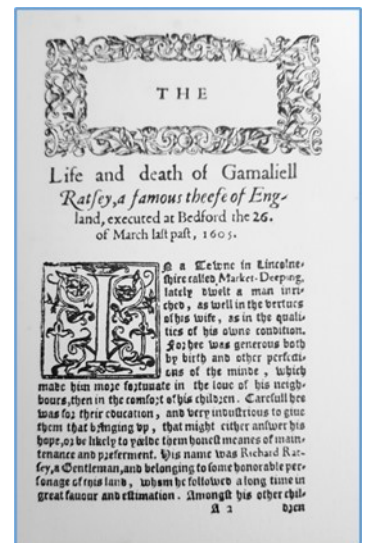 THE
Life and death of Gamaliell
Ratſey, a famous theefe of Eng-
land, executed at Bedford the 26.
of March laſt paſt, 1605.
IN a Towne in Lincolne-
ſhire called Market-Deeping,
lately dwelt a man inri-
ched, as well in the vertues
of his wife, as in the quali-
ties of his owne condition.
For hee was generous both
by birth and other perfecti-
ons of the minde, which
made him more fortunate in the loue of his neigh-
bours, then in the comfort of his children. Carefull hee
was for their education, and very induſtrious to giue
them that bringing vp, that might either anſwer his
hope, or be likely to yeelde them honeſt meanes of main-
tenance and preferment. His name was Richard Rat-
ſey, a Gentleman, and belonging to ſome honorable per-
ſonage of this land, whom he followed a long time in
great fauour and eſtimation. Amongſt his other chil-
A 2 dren